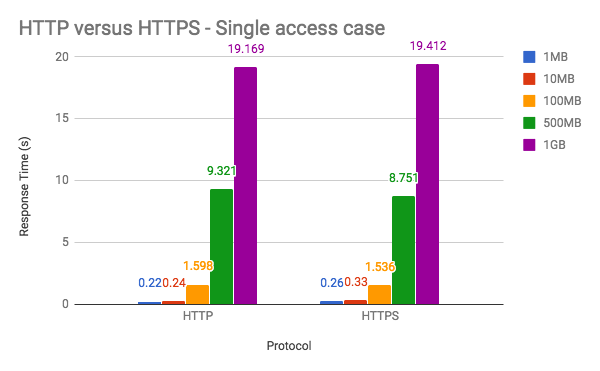 HTTP versus HTTPS - Single access case
20
15
10
5
0
Response Time (s)
0.22
0.24
1.598
9.321
19.169
0.26
0.33
1.536
8.751
19.412
HTTP
HTTPS
Protocol
1MB
10MB
100MB
500MB
1GB